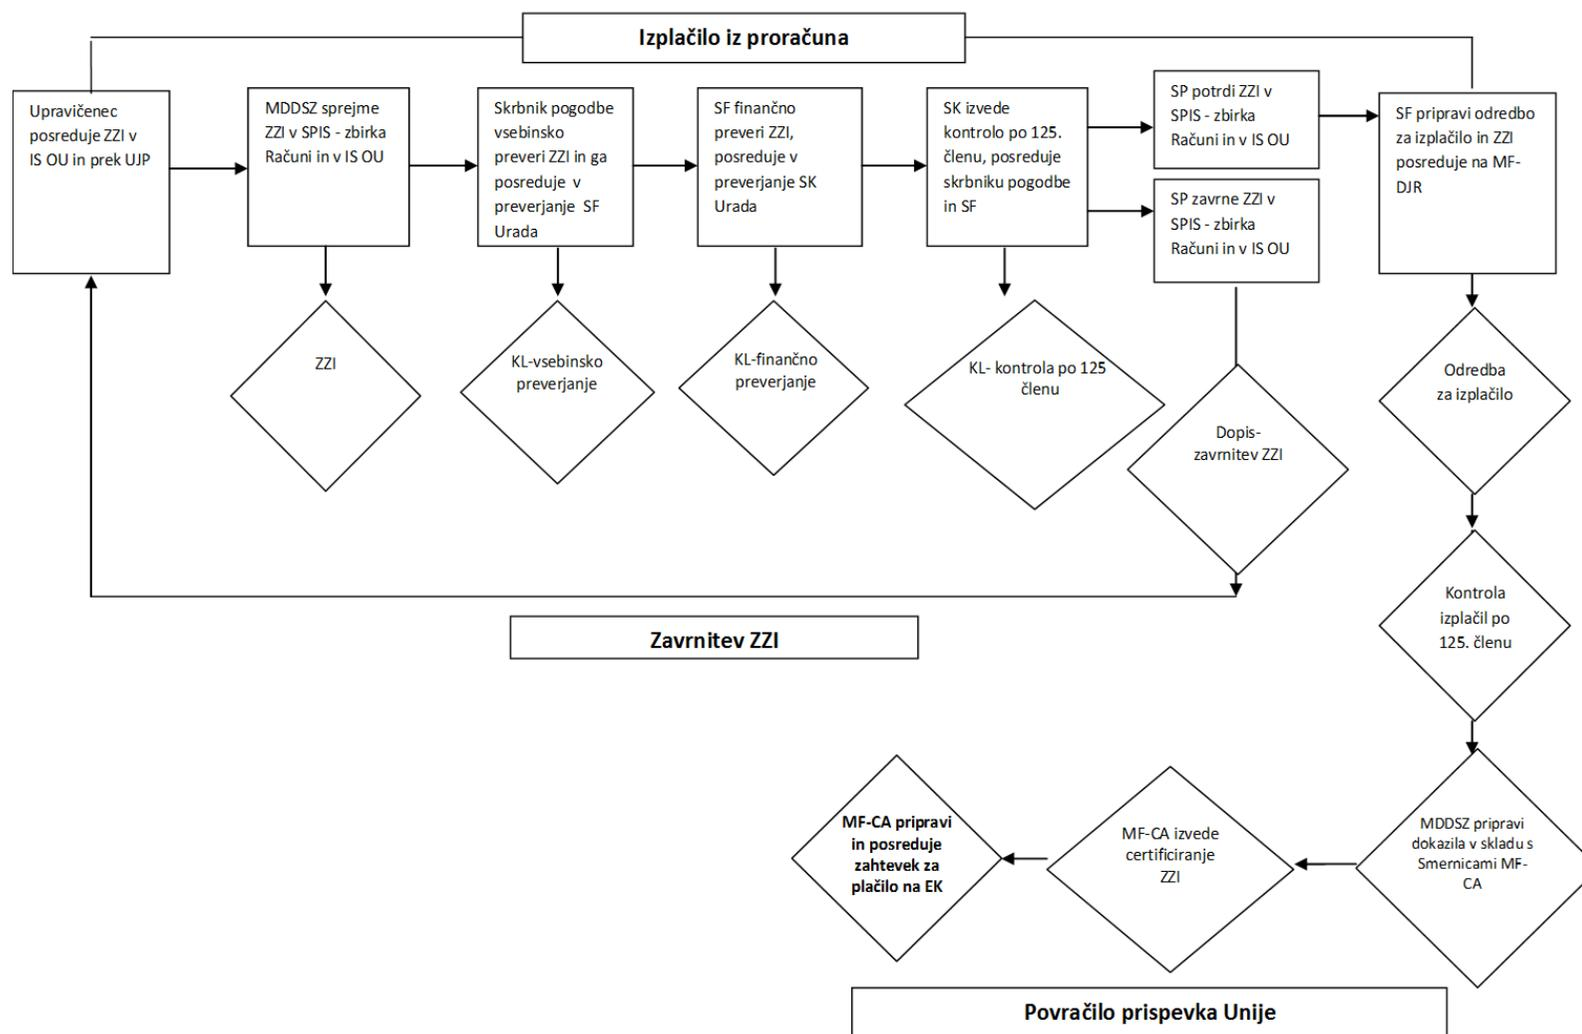 Izplačilo iz proračuna
Upravičenec
posreduje ZZI v
IS OU in prek UJP
MDDSZ sprejme
ZZI v SPIS - zbirka
Računi in v IS OU
Skrbnik pogodbe
vsebinsko
preveri ZZI in ga
posreduje v
preverjanje SF
Urada
SF finančno
preveri ZZI,
posreduje v
preverjanje SK
Urada
SK izvede
kontrolo po 125.
členu, posreduje
skrbniku pogodbe
in SF
SP potrdi ZZI v
SPIS - zbirka
Računi in v IS OU
SP zavrne ZZI v
SPIS - zbirka
Računi in v IS OU
SF pripravi odredbo
za izplačilo in ZZI
posreduje na MF-
DJR
ZZI
KL-vsebinsko
preverjanje
KL-finančno
preverjanje
KL- kontrola po 125
členu
Dopis-
zavrnitev ZZI
Odredba
za izplačilo
Kontrola
izplačil po
125. členu
Zavrnitev ZZI
MF-CA pripravi
in posreduje
zahtevek za
plačilo na EK
MF-CA izvede
certificiranje
ZZI
MDDSZ pripravi
dokazila v skladu s
Smernicami MF-
CA
Povračilo prispevka Unije